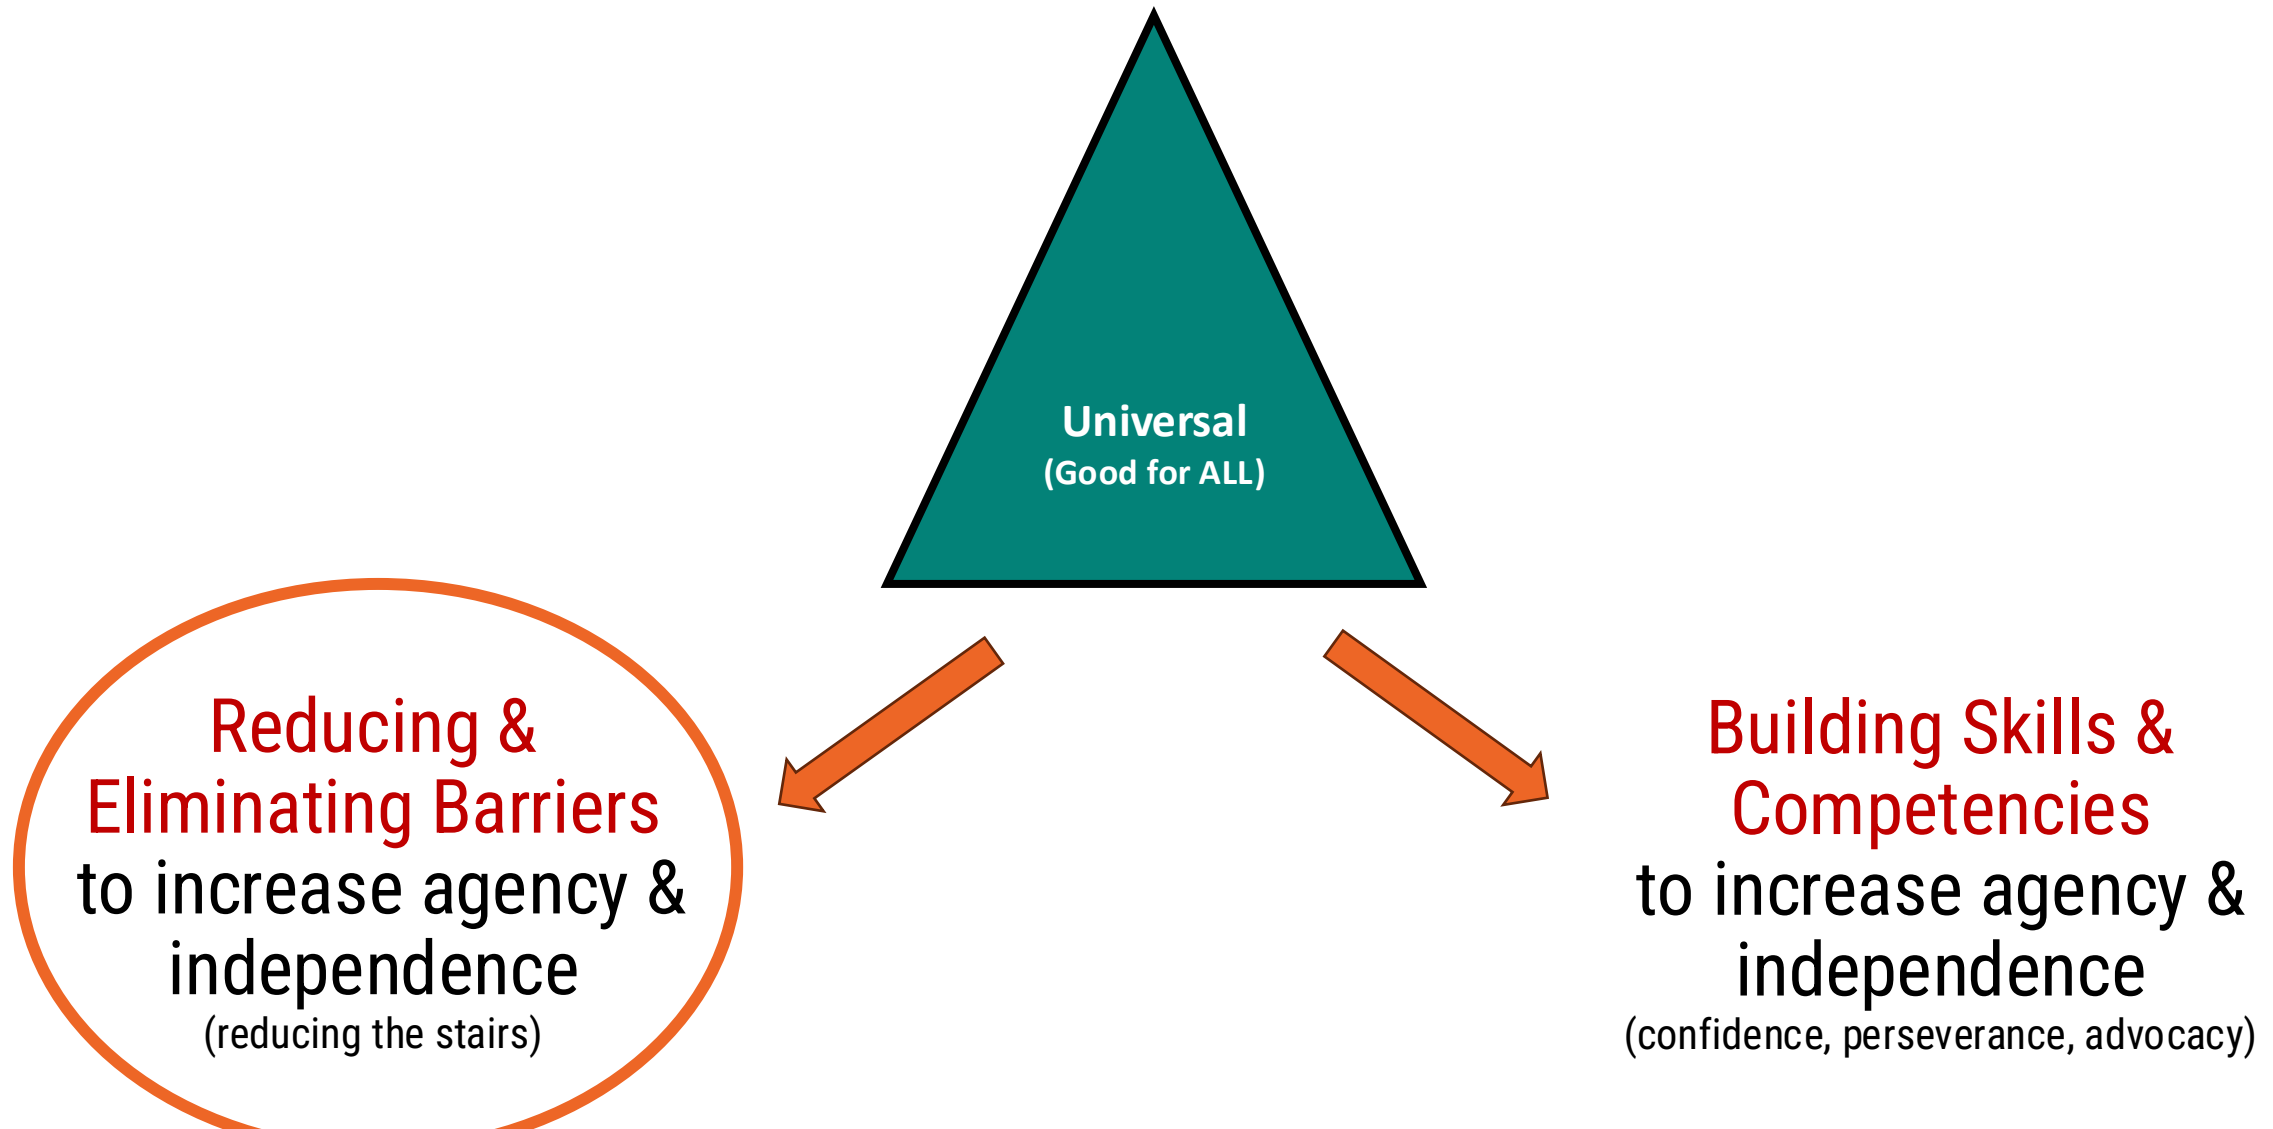 Universal
(Good for ALL)
Reducing &
Eliminating Barriers
to increase agency &
independence
(reducing the stairs)
Building Skills &
Competencies
to increase agency &
independence
(confidence, perseverance, advocacy)